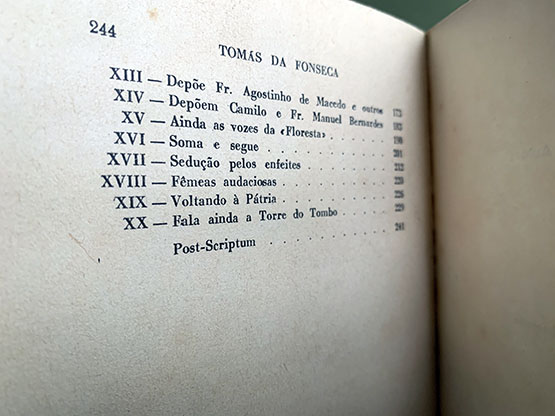 244
TOMÁS DA FONSECA
XIII — Depõe Fr. Agostinho de Macedo e outros 175
XIV — Depõem Camilo e Fr. Manuel Bernardes
XV — Ainda as vozes da «Floresta» . . . . .
XVI — Soma e segue . . . . . . . . . .
XVII — Sedução pelos enfeites . . . . . . .
XVIII — Fêmeas audaciosas . . . . . . . .
XIX — Voltando à Pátria . . . . . . . .
XX — Fala ainda a Torre do Tombo . . . .
Post-Scriptum . . . . . . . .